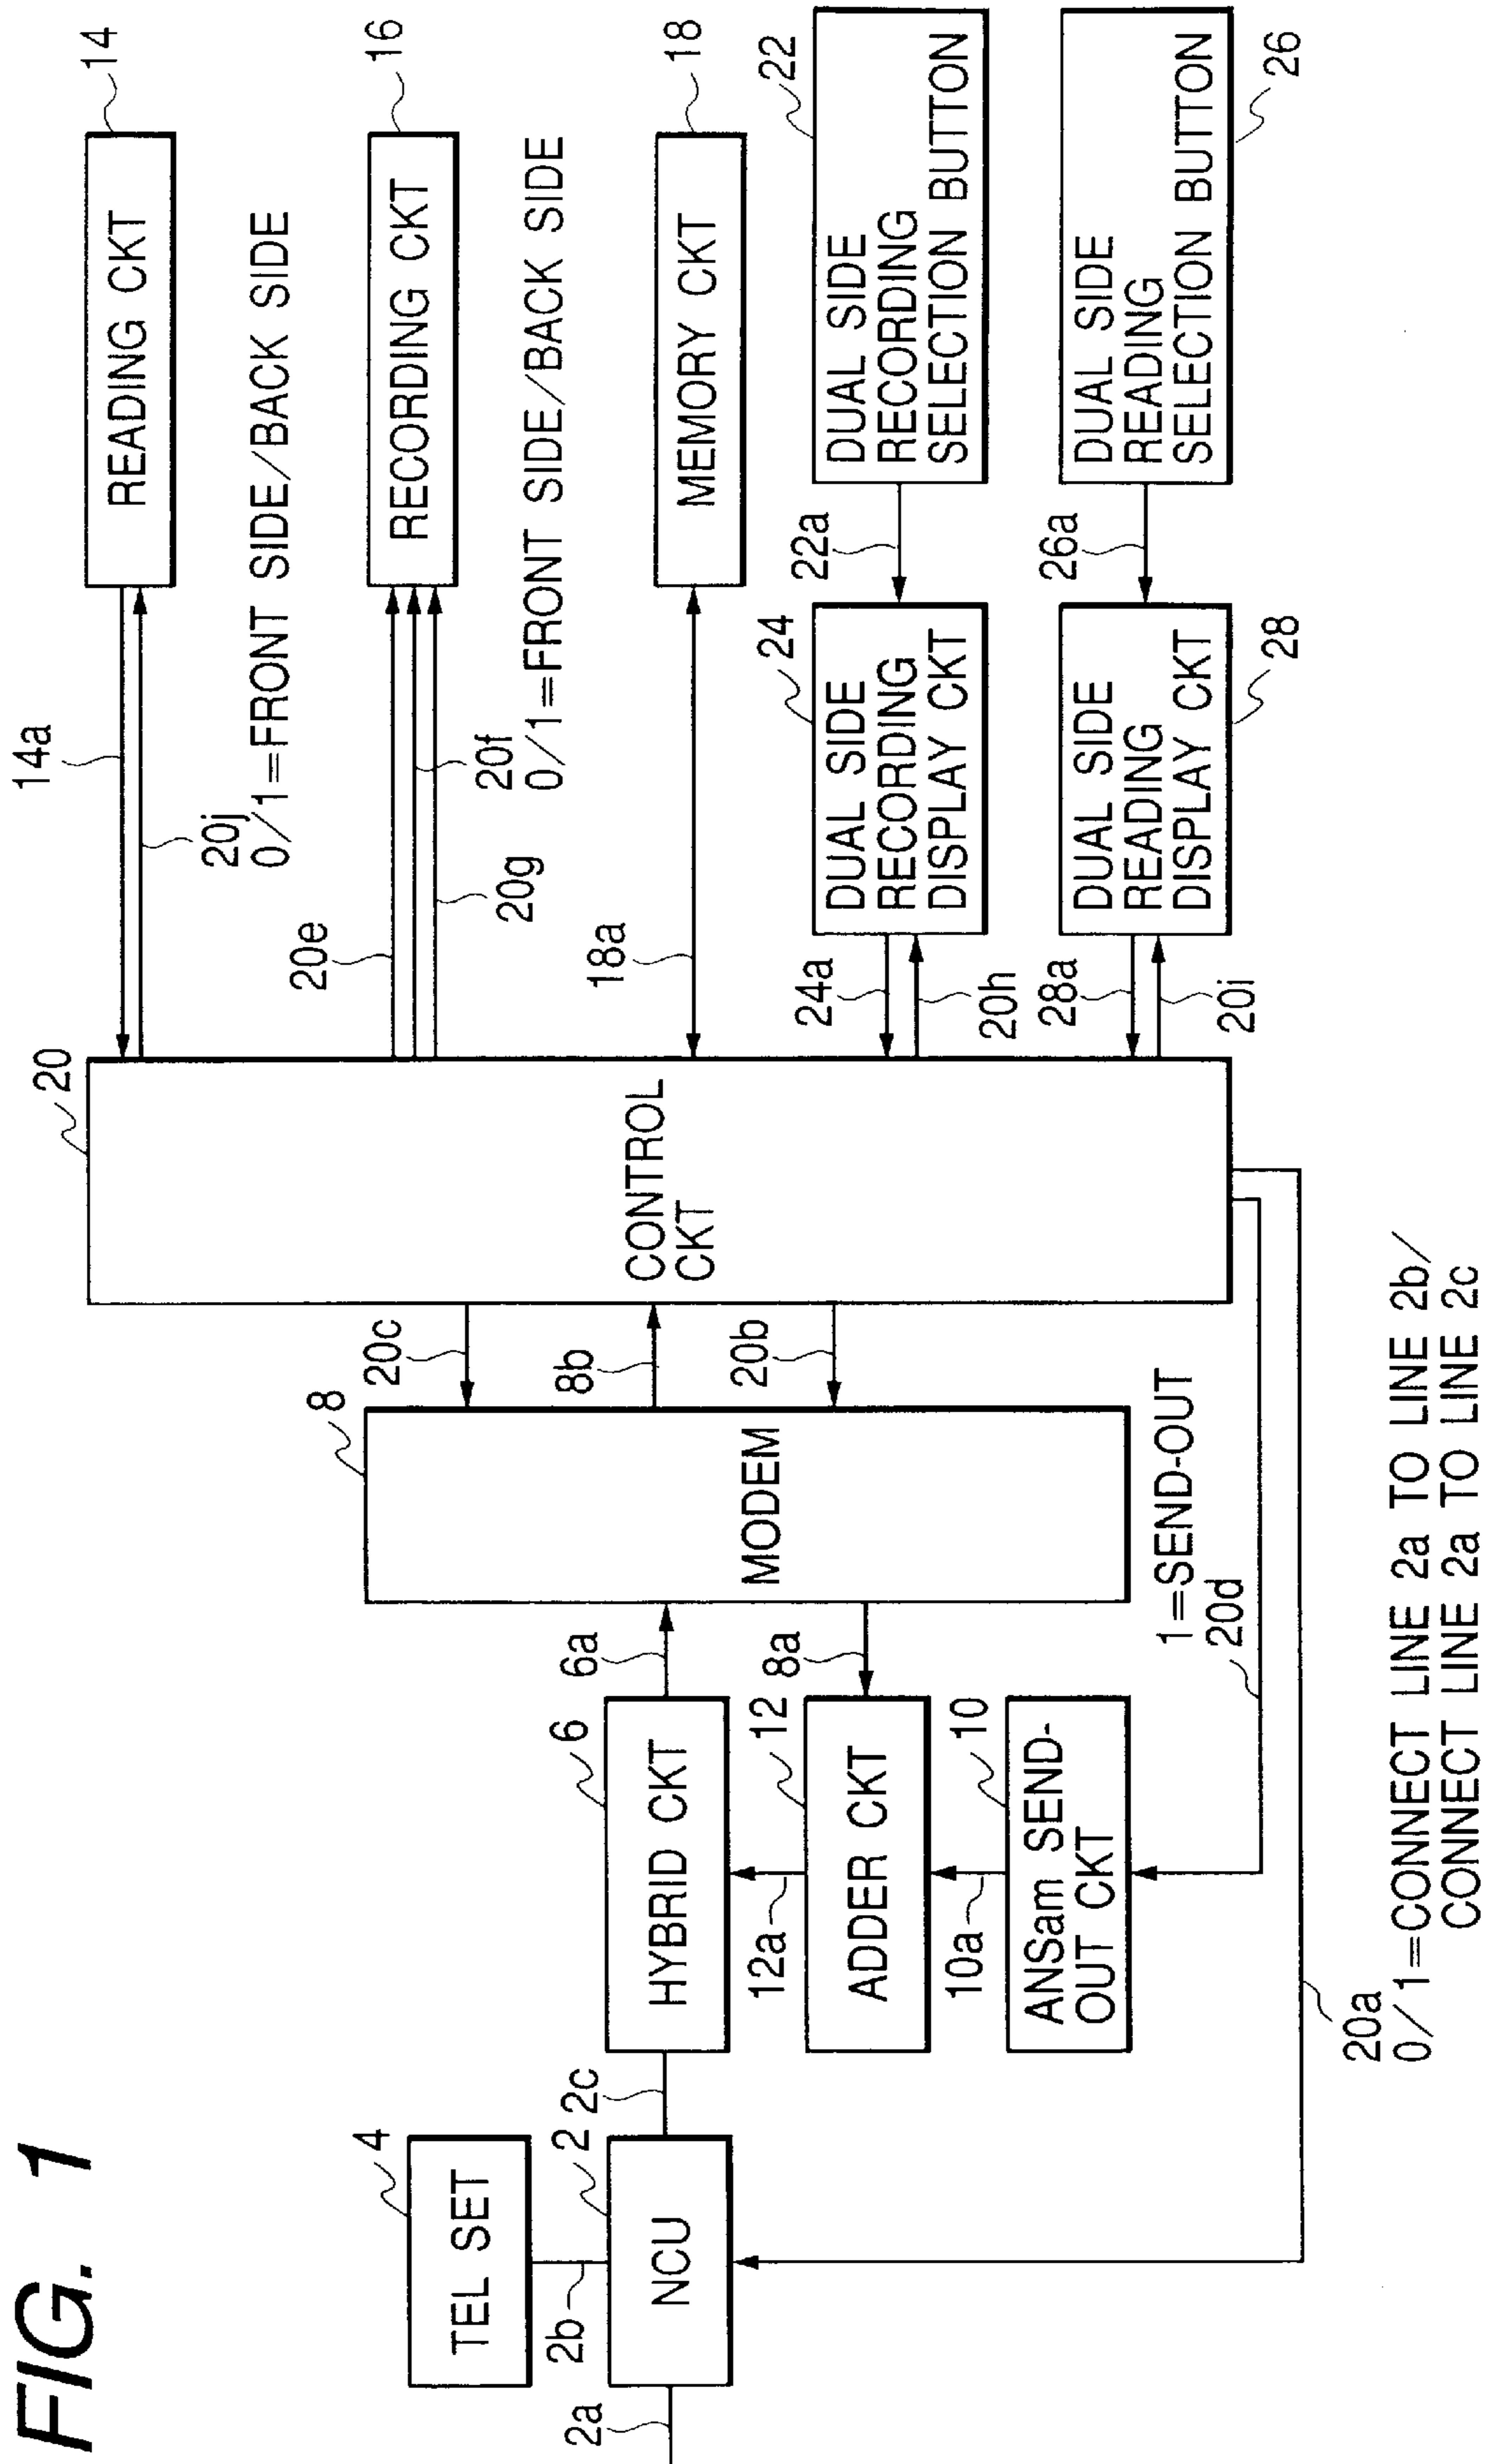 FIG. 1
2a
2b
TEL SET
4
NCU
2
2c
HYBRID CKT
6
12a
ADDER CKT
12
10a
ANSam SEND-
OUT CKT
10
6a
8a
MODEM
8
1=SEND-OUT
20d
20a
0/1=CONNECT LINE 2a TO LINE 2b/
CONNECT LINE 2a TO LINE 2c
20c
8b
20b
CONTROL
CKT
20
14a
20j
0/1=FRONT SIDE/BACK SIDE
READING CKT
14
20e
20g
20f
0/1=FRONT SIDE/BACK SIDE
RECORDING CKT
16
18a
MEMORY CKT
18
24a
20h
DUAL SIDE
RECORDING
DISPLAY CKT
24
22a
DUAL SIDE
RECORDING
SELECTION BUTTON
22
28a
20i
DUAL SIDE
READING
DISPLAY CKT
28
26a
DUAL SIDE
READING
SELECTION BUTTON
26